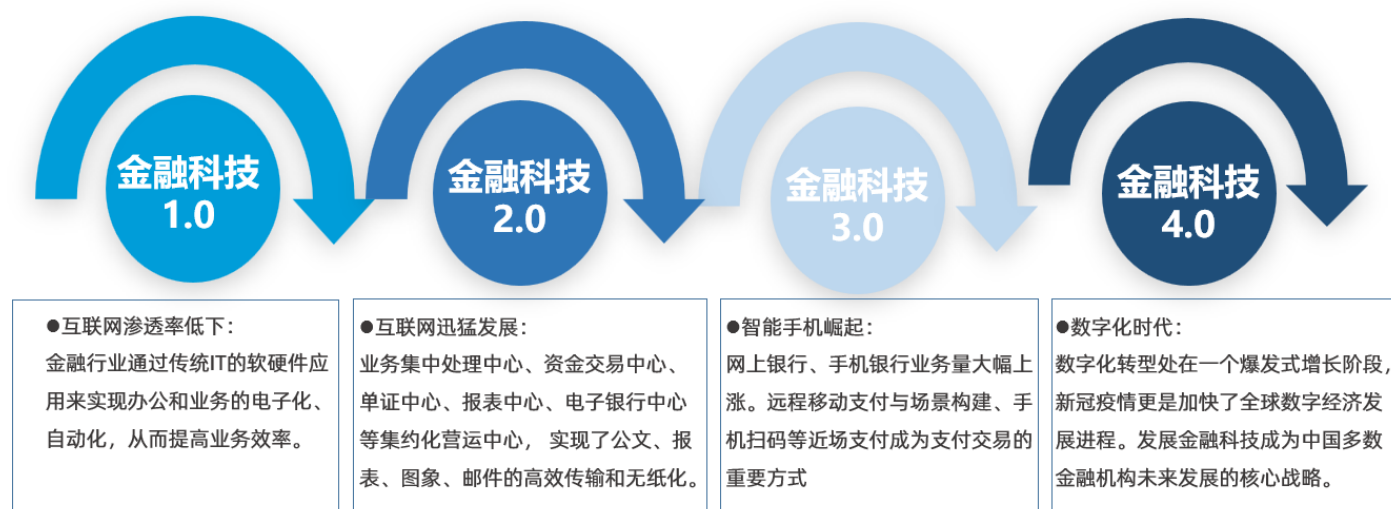 金融科技
1.0
金融科技
2.0
金融科技
3.0
金融科技
4.0
●互联网渗透率低下：
金融行业通过传统IT的软硬件应
用来实现办公和业务的电子化、
自动化，从而提高业务效率。
●互联网迅猛发展：
业务集中处理中心、资金交易中心、
单证中心、报表中心、电子银行中心
等集约化营运中心， 实现了公文、报
表、图象、邮件的高效传输和无纸化。
●智能手机崛起：
网上银行、手机银行业务量大幅上
涨。远程移动支付与场景构建、手
机扫码等近场支付成为支付交易的
重要方式
●数字化时代：
数字化转型处在一个爆发式增长阶段，
新冠疫情更是加快了全球数字经济发
展进程。发展金融科技成为中国多数
金融机构未来发展的核心战略。